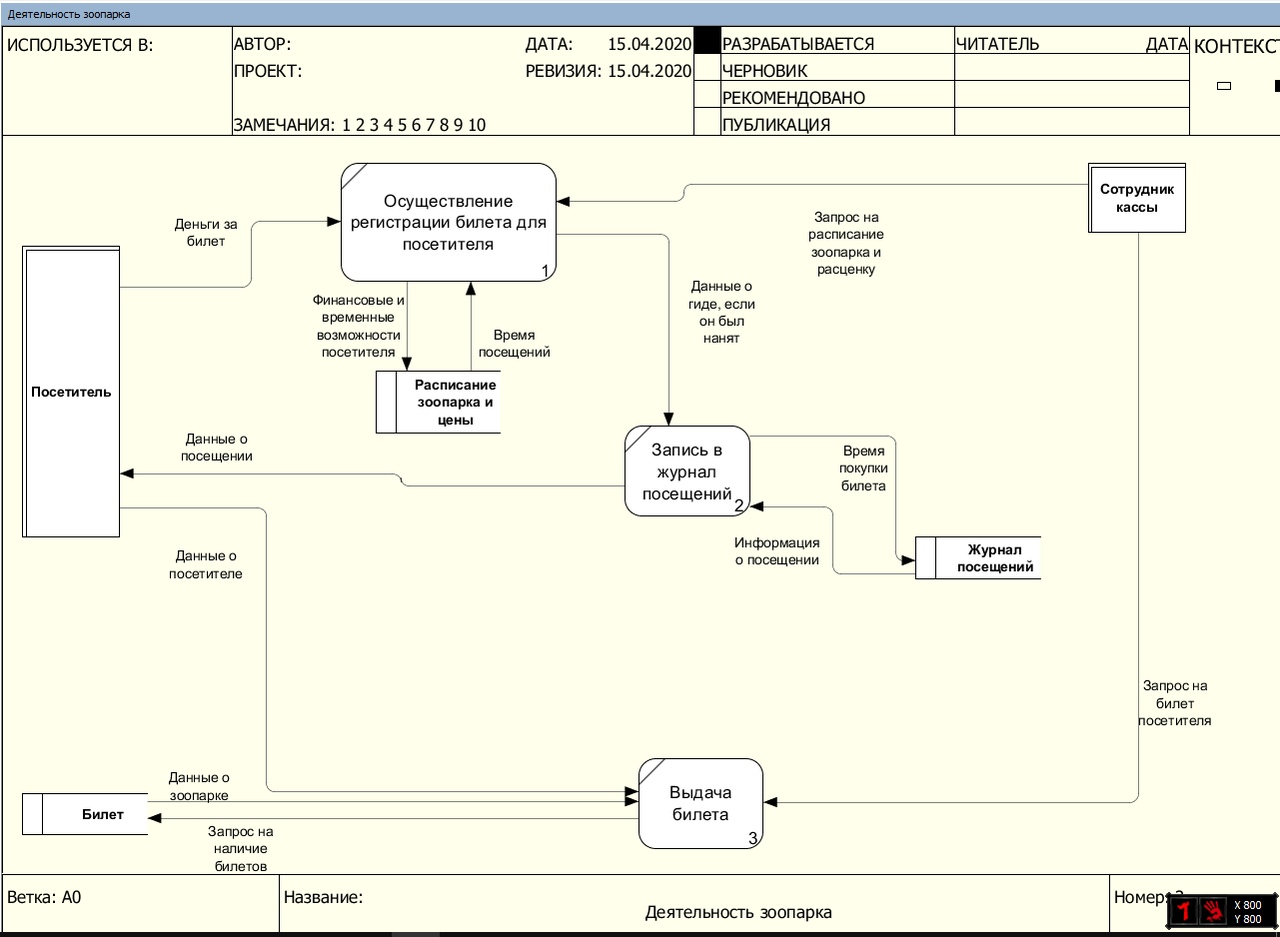 Деятельность зоопарка
ИСПОЛЬЗУЕТСЯ В:
АВТОР:
ДАТА: 15.04.2020
ПРОЕКТ:
РЕВИЗИЯ: 15.04.2020
ЗАМЕЧАНИЯ: 1 2 3 4 5 6 7 8 9 10
РАЗРАБАТЫВАЕТСЯ
ЧЕРНОВИК
РЕКОМЕНДОВАНО
ПУБЛИКАЦИЯ
ЧИТАТЕЛЬ
ДАТА
КОНТЕКСТ
Осуществление
регистрации билета для
посетителя
1
Сотрудник
кассы
Деньги за
билет
Запрос на
расписание
зоопарка и
расценку
Посетитель
Финансовые и
временные
возможности
посетителя
Время
посещений
Данные о
гиде, если
он был
нанят
Расписание
зоопарка и
цены
Данные о
посещении
Запись в
журнал
посещений
2
Время
покупки
билета
Информация
о посещении
Журнал
посещений
Данные о
посетителе
Запрос на
билет
посетителя
Данные о
зоопарке
Билет
Запрос на
наличие
билетов
Выдача
билета
3
Ветка: A0
Название:
Деятельность зоопарка
Номер:
X 800
Y 800